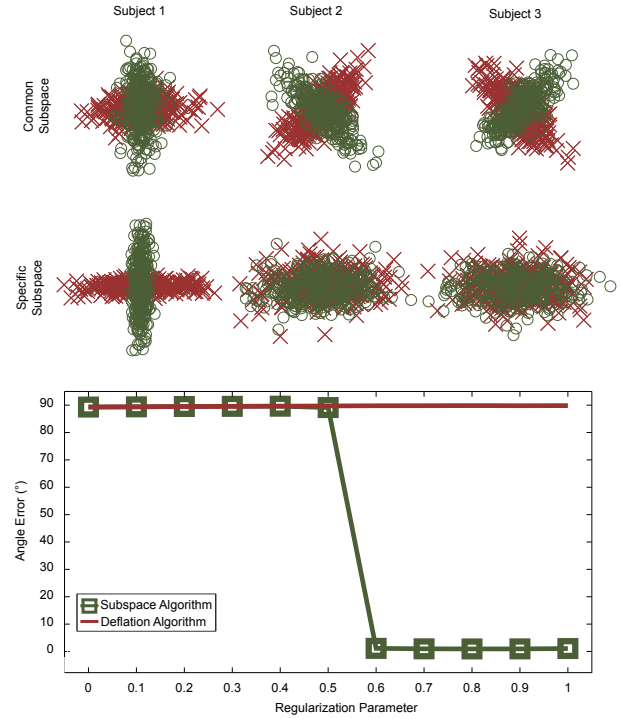 Subject 1 Subject 2 Subject 3
Common
Subspace
Specific
Subspace
90
80
70
60
50
40
30
20
10
0
Angle Error (°)
Subspace Algorithm
Deflation Algorithm
0 0.1 0.2 0.3 0.4 0.5 0.6 0.7 0.8 0.9 1
Regularization Parameter